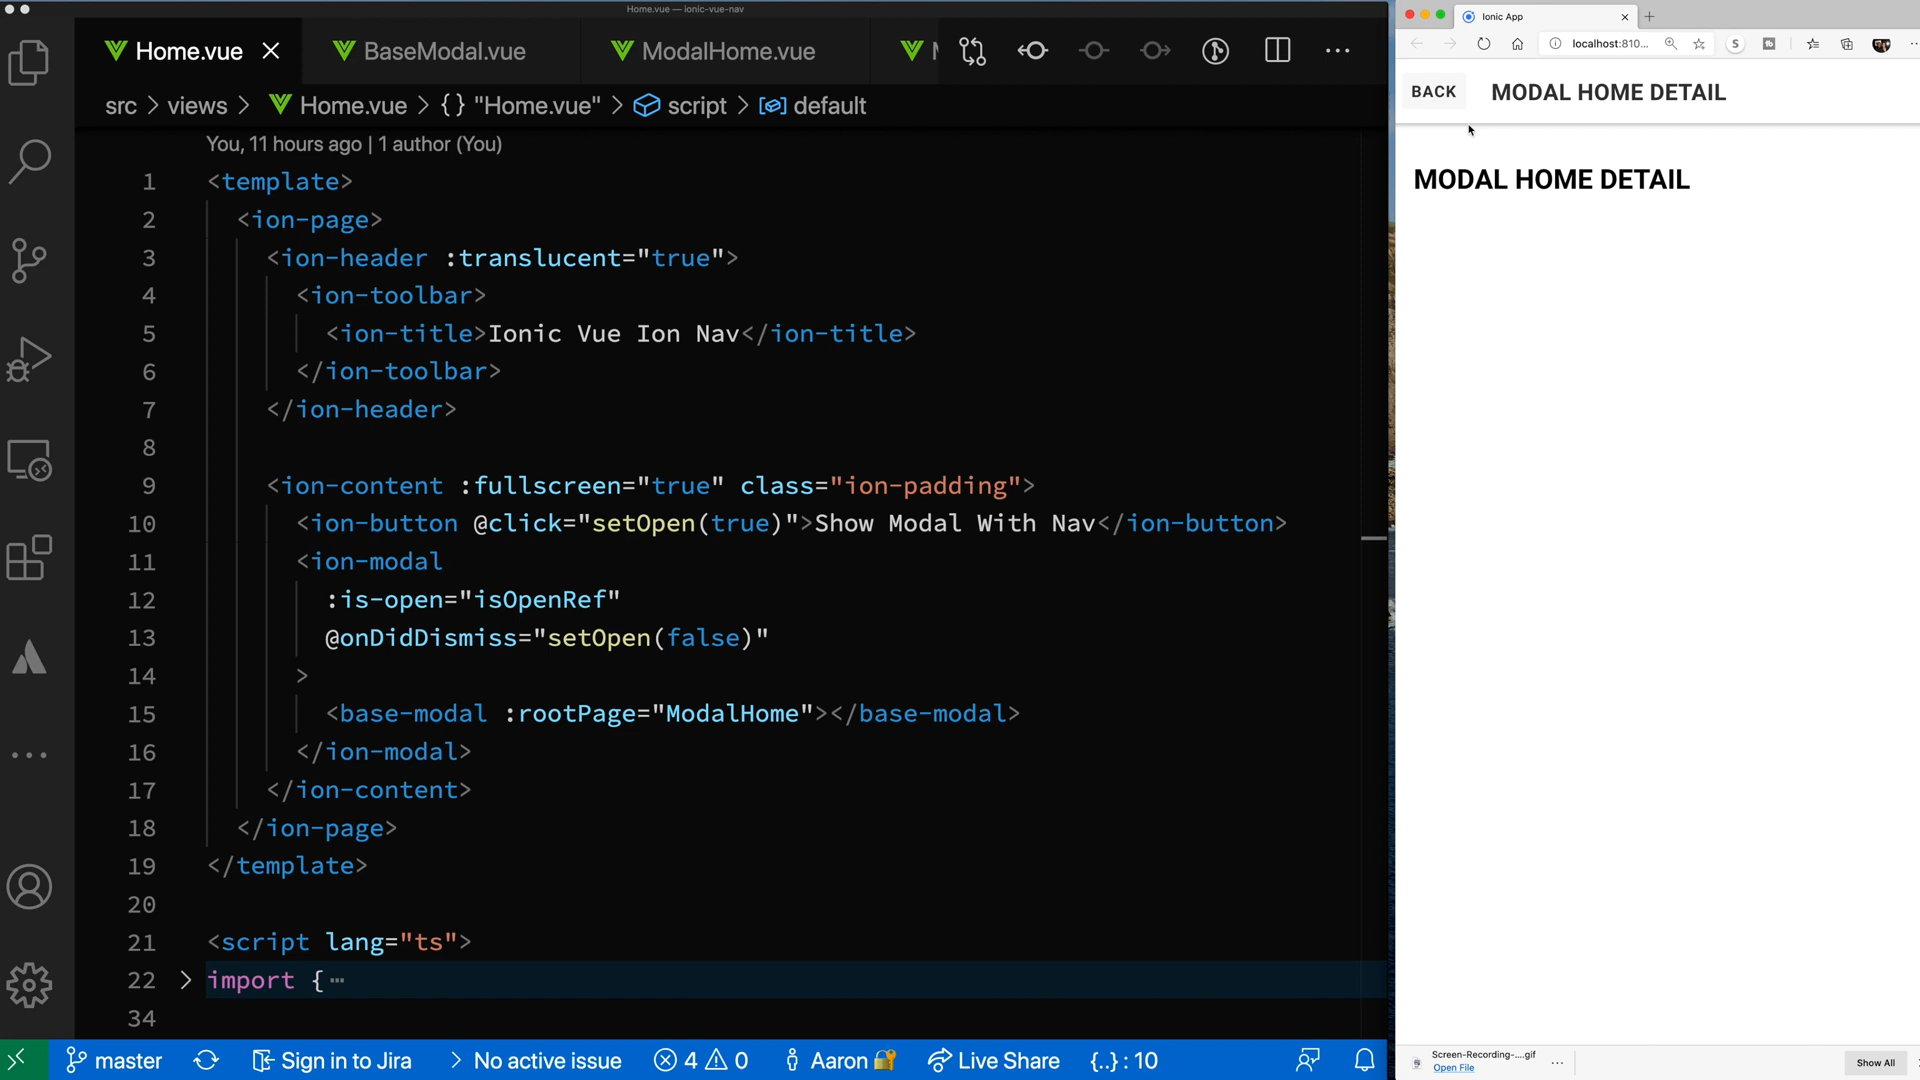 Home.vue — ionic-vue-nav
Home.vue
BaseModal.vue
ModalHome.vue
src > views > Home.vue > {} "Home.vue" > script > default
You, 11 hours ago | 1 author (You)
1 <template>
2 <ion-page>
3 <ion-header :translucent="true">
4 <ion-toolbar>
5 <ion-title>Ionic Vue Ion Nav</ion-title>
6 </ion-toolbar>
7 </ion-header>
8
9 <ion-content :fullscreen="true" class="ion-padding">
10 <ion-button @click="setOpen(true)">Show Modal With Nav</ion-button>
11 <ion-modal
12 :is-open="isOpenRef"
13 @onDidDismiss="setOpen(false)"
14 >
15 <base-modal :rootPage="ModalHome"></base-modal>
16 </ion-modal>
17 </ion-content>
18 </ion-page>
19 </template>
20
21 <script lang="ts">
22 import {⋯
34
master
Sign in to Jira
No active issue
4
0
Aaron
Live Share
{..} : 10
Ionic App
localhost:810...
S
BACK
MODAL HOME DETAIL
MODAL HOME DETAIL
Screen-Recording-....gif
Open File
Show All